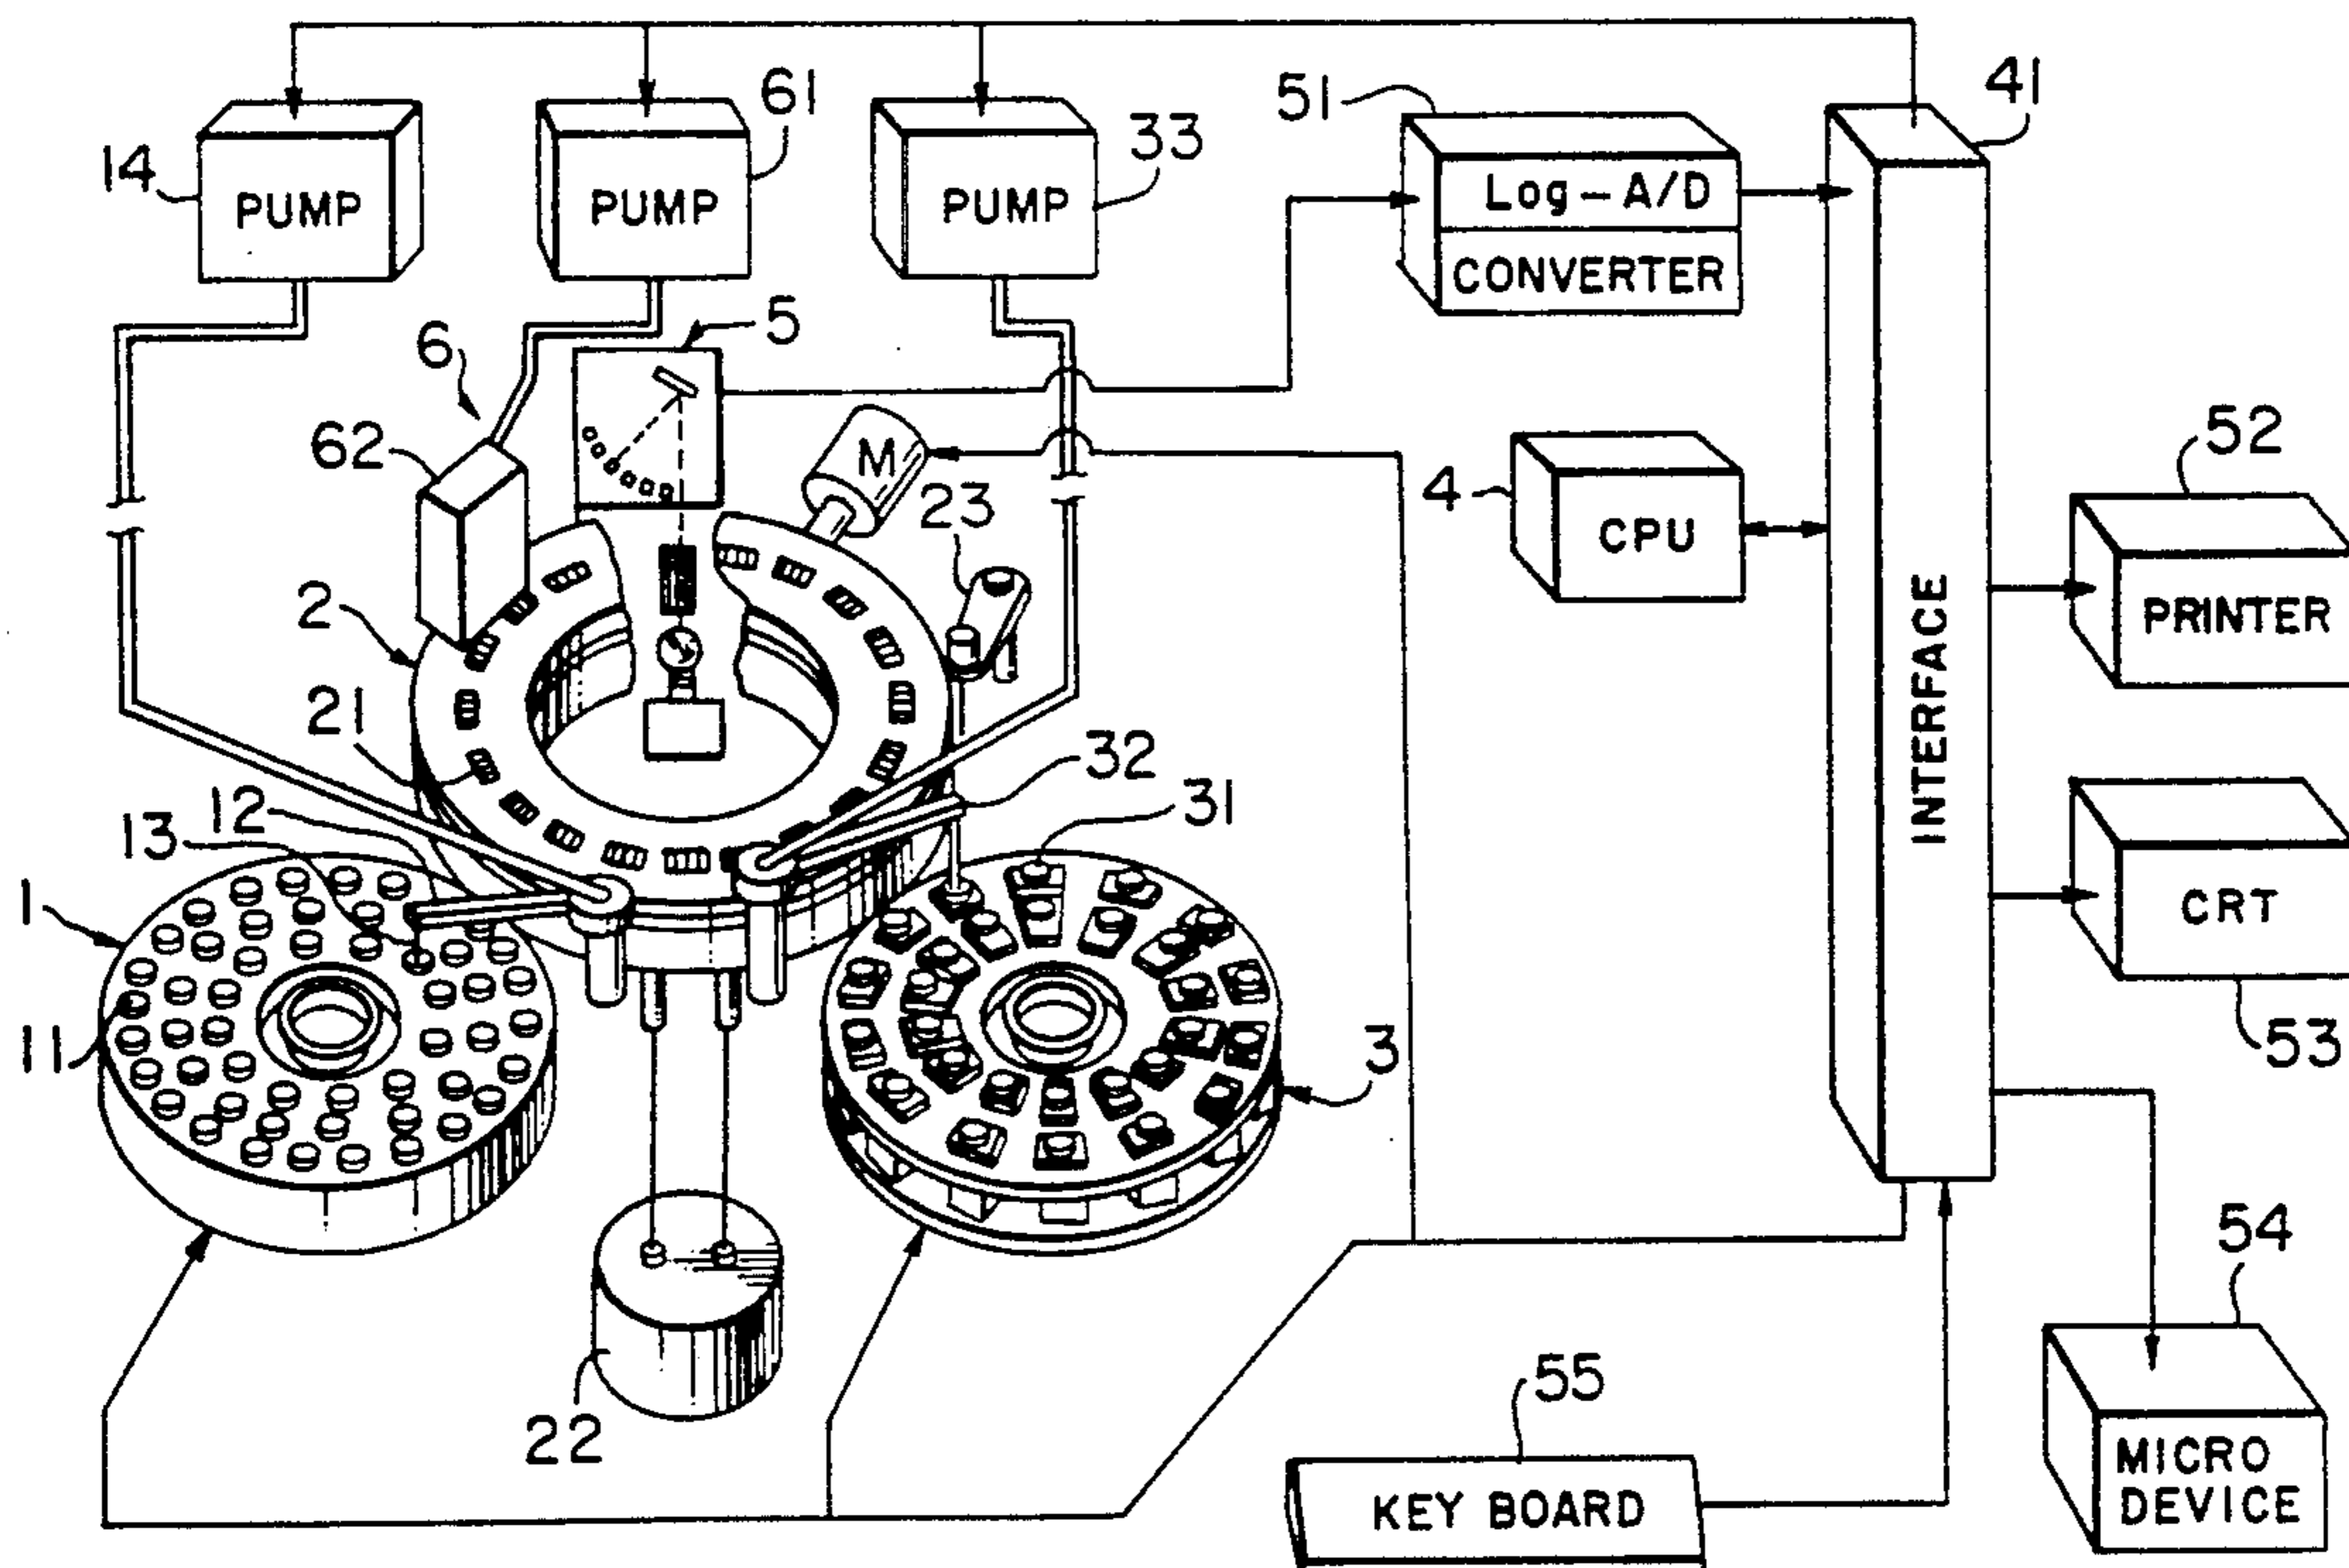 14
PUMP
61
PUMP
33
PUMP
51
Log-A/D
CONVERTER
41
INTERFACE
6
5
62
M
23
4
CPU
52
PRINTER
2
21
32
31
12
13
1
11
CRT
53
3
22
54
MICRO
DEVICE
55
KEY BOARD